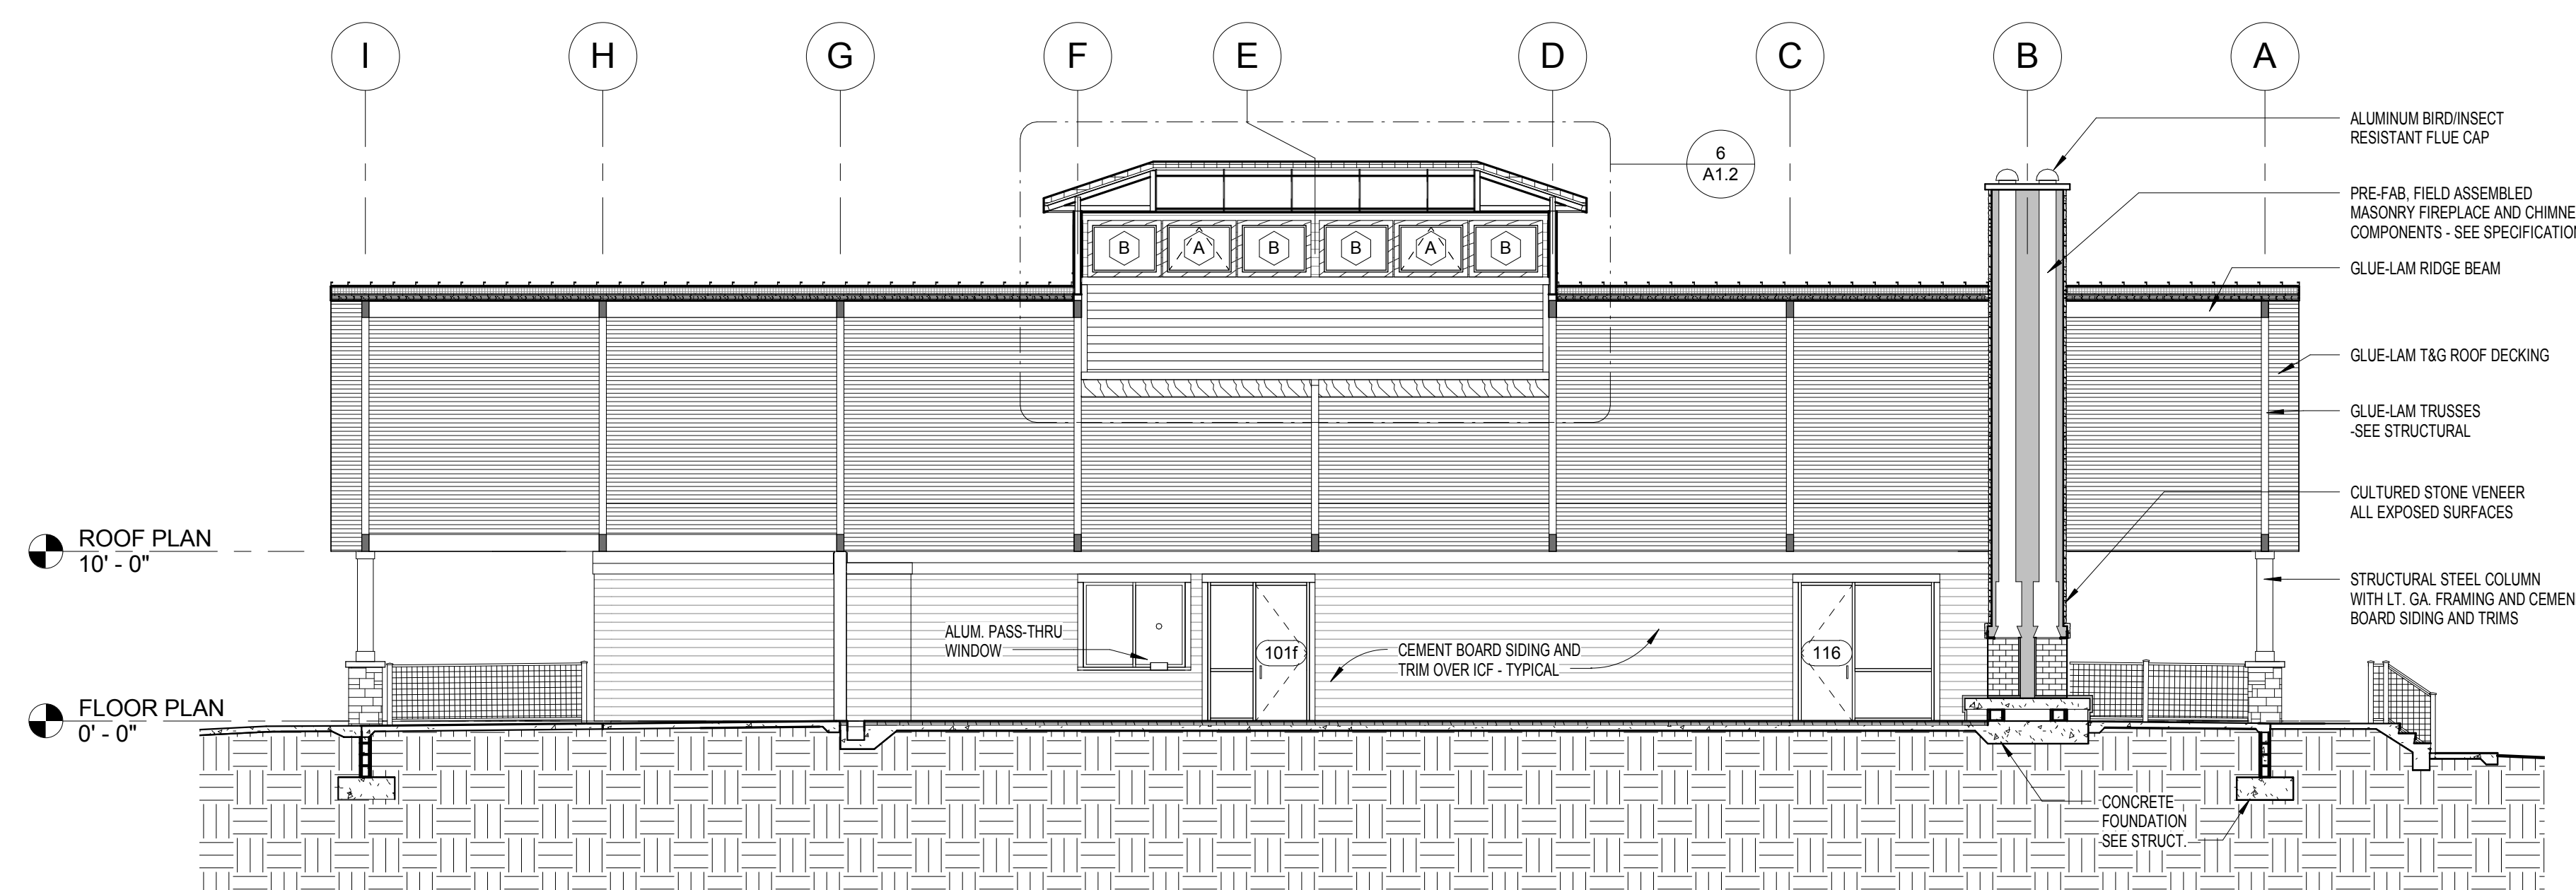 I
H
G
F
E
D
C
B
A
6
A1.2
ALUMINUM BIRD/INSECT
RESISTANT FLUE CAP
PRE-FAB, FIELD ASSEMBLED
MASONRY FIREPLACE AND CHIMNE
COMPONENTS - SEE SPECIFICATION
B
A
B
B
A
B
GLUE-LAM RIDGE BEAM
GLUE-LAM T&G ROOF DECKING
GLUE-LAM TRUSSES
-SEE STRUCTURAL
CULTURED STONE VENEER
ALL EXPOSED SURFACES
ROOF PLAN
10' - 0"
STRUCTURAL STEEL COLUMN
WITH LT. GA. FRAMING AND CEMEN
BOARD SIDING AND TRIMS
ALUM. PASS-THRU
WINDOW
101f
CEMENT BOARD SIDING AND
TRIM OVER ICF - TYPICAL
116
FLOOR PLAN
0' - 0"
CONCRETE
FOUNDATION
SEE STRUCT.